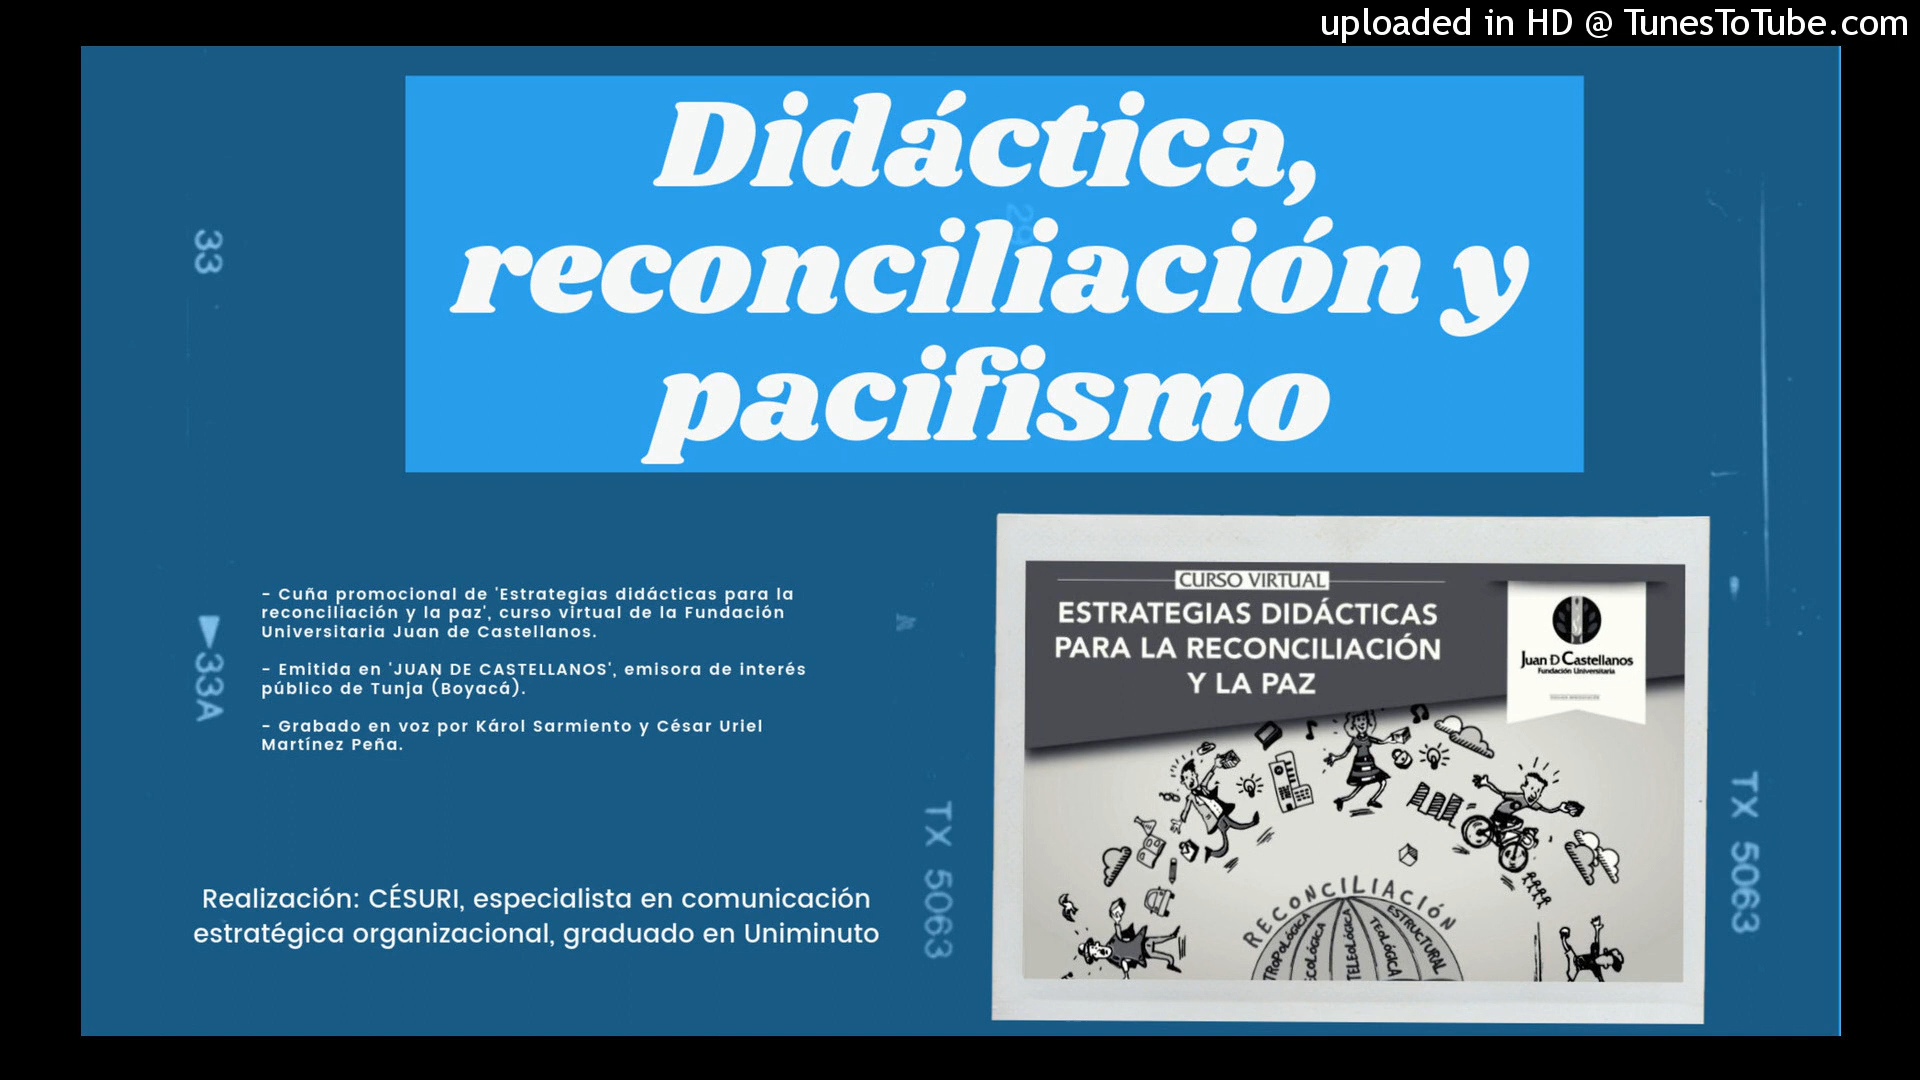 uploaded in HD @ TunesToTube.com
Didáctica,
reconciliación y
pacifismo
33
29
33A
- Cuña promocional de 'Estrategias didácticas para la
reconciliación y la paz', curso virtual de la Fundación
Universitaria Juan de Castellanos.
- Emitida en 'JUAN DE CASTELLANOS', emisora de interés
público de Tunja (Boyacá).
- Grabado en voz por Károl Sarmiento y César Uriel
Martínez Peña.
Realización: CÉSURI, especialista en comunicación
estratégica organizacional, graduado en Uniminuto
TX 5063
CURSO VIRTUAL
ESTRATEGIAS DIDÁCTICAS
PARA LA RECONCILIACIÓN
Y LA PAZ
Juan D Castellanos
Fundación Universitaria
RECONCILIACIÓN
TROPOLÓGICA
COLÓGICA
TELEOLÓGICA
TEOLÓGICA
ESTRUCTURAL
TX 5063